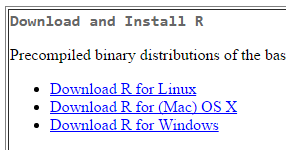 Download and Install R
Precompiled binary distributions of the bas
Download R for Linux
Download R for (Mac) OS X
Download R for Windows